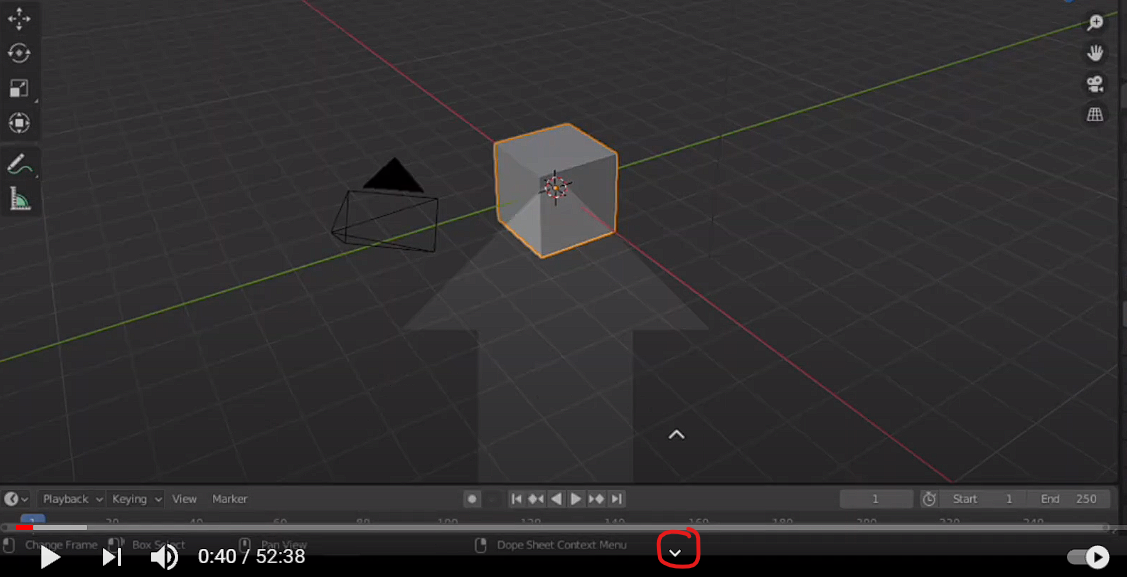 Playback Keying View Marker 1 Start 1 End 250
1 20 40 60 80 100 120 140 180 200 220 240
Change Frame Box Select Pan View Dope Sheet Context Menu
0:40 / 52:38